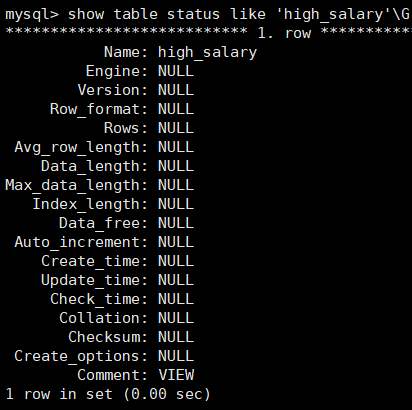 mysql> show table status like 'high_salary'\G
*************************** 1. row ***********
Name: high_salary
Engine: NULL
Version: NULL
Row_format: NULL
Rows: NULL
Avg_row_length: NULL
Data_length: NULL
Max_data_length: NULL
Index_length: NULL
Data_free: NULL
Auto_increment: NULL
Create_time: NULL
Update_time: NULL
Check_time: NULL
Collation: NULL
Checksum: NULL
Create_options: NULL
Comment: VIEW
1 row in set (0.00 sec)